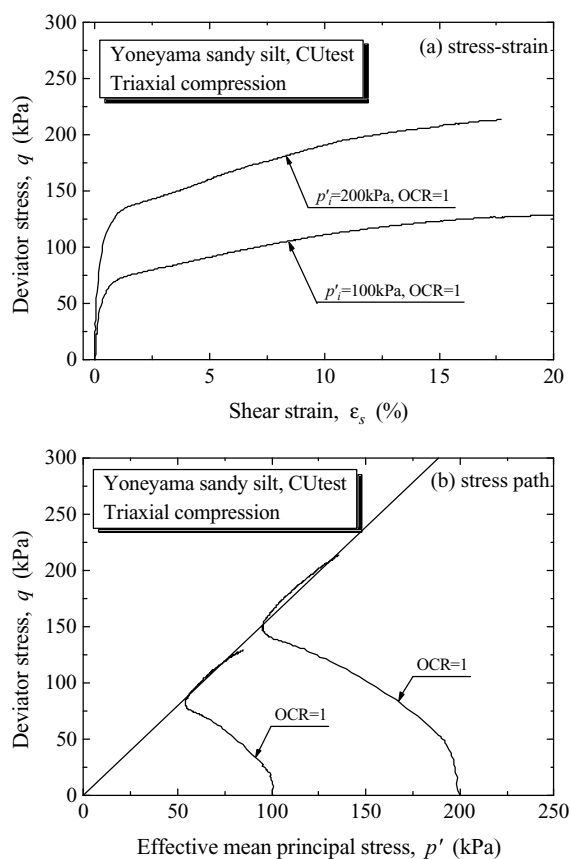 300
Yoneyama sandy silt, CUtest
Triaxial compression
(a) stress-strain
250
200
150
100
50
0
Deviator stress, q (kPa)
p'i=200kPa, OCR=1
p'i=100kPa, OCR=1
0 5 10 15 20
Shear strain, εs (%)
300
Yoneyama sandy silt, CUtest
Triaxial compression
(b) stress path.
250
200
150
100
50
0
Deviator stress, q (kPa)
OCR=1
OCR=1
0 50 100 150 200 250
Effective mean principal stress, p' (kPa)